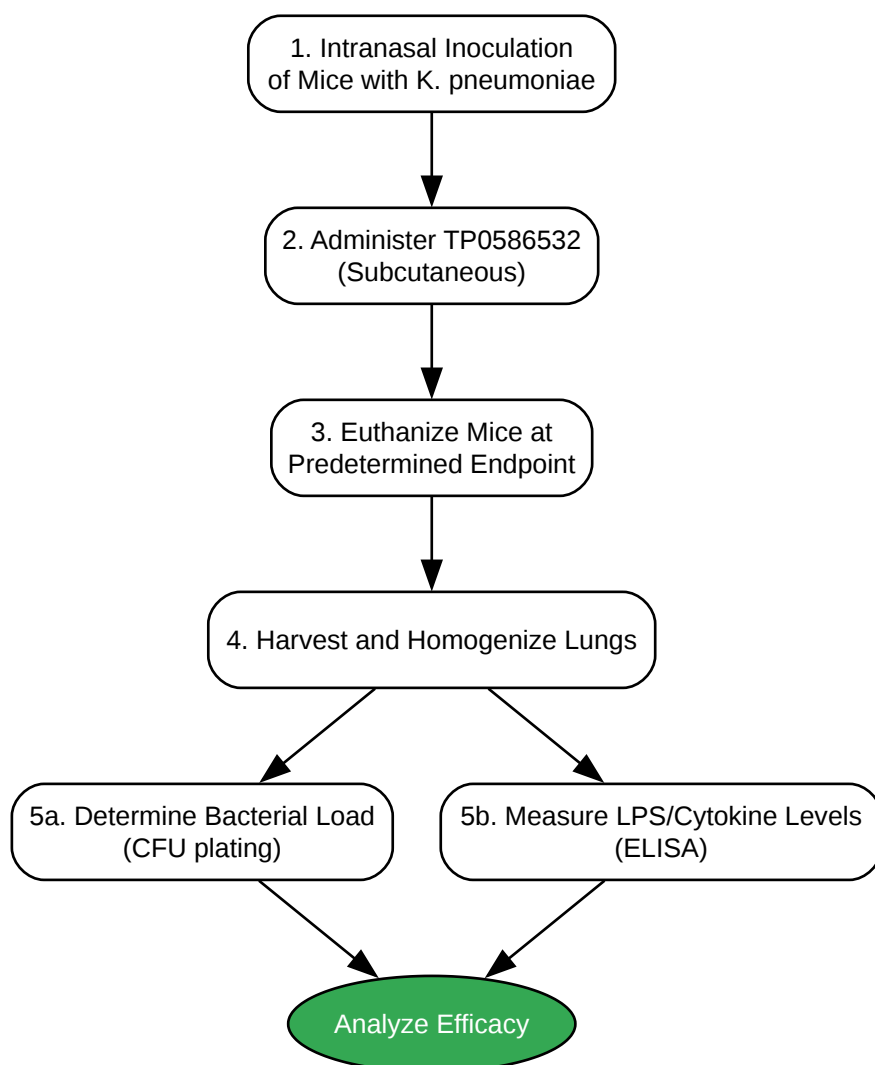 1. Intranasal Inoculation
of Mice with K. pneumoniae
2. Administer TP0586532
(Subcutaneous)
3. Euthanize Mice at
Predetermined Endpoint
4. Harvest and Homogenize Lungs
5a. Determine Bacterial Load
(CFU plating)
5b. Measure LPS/Cytokine Levels
(ELISA)
Analyze Efficacy